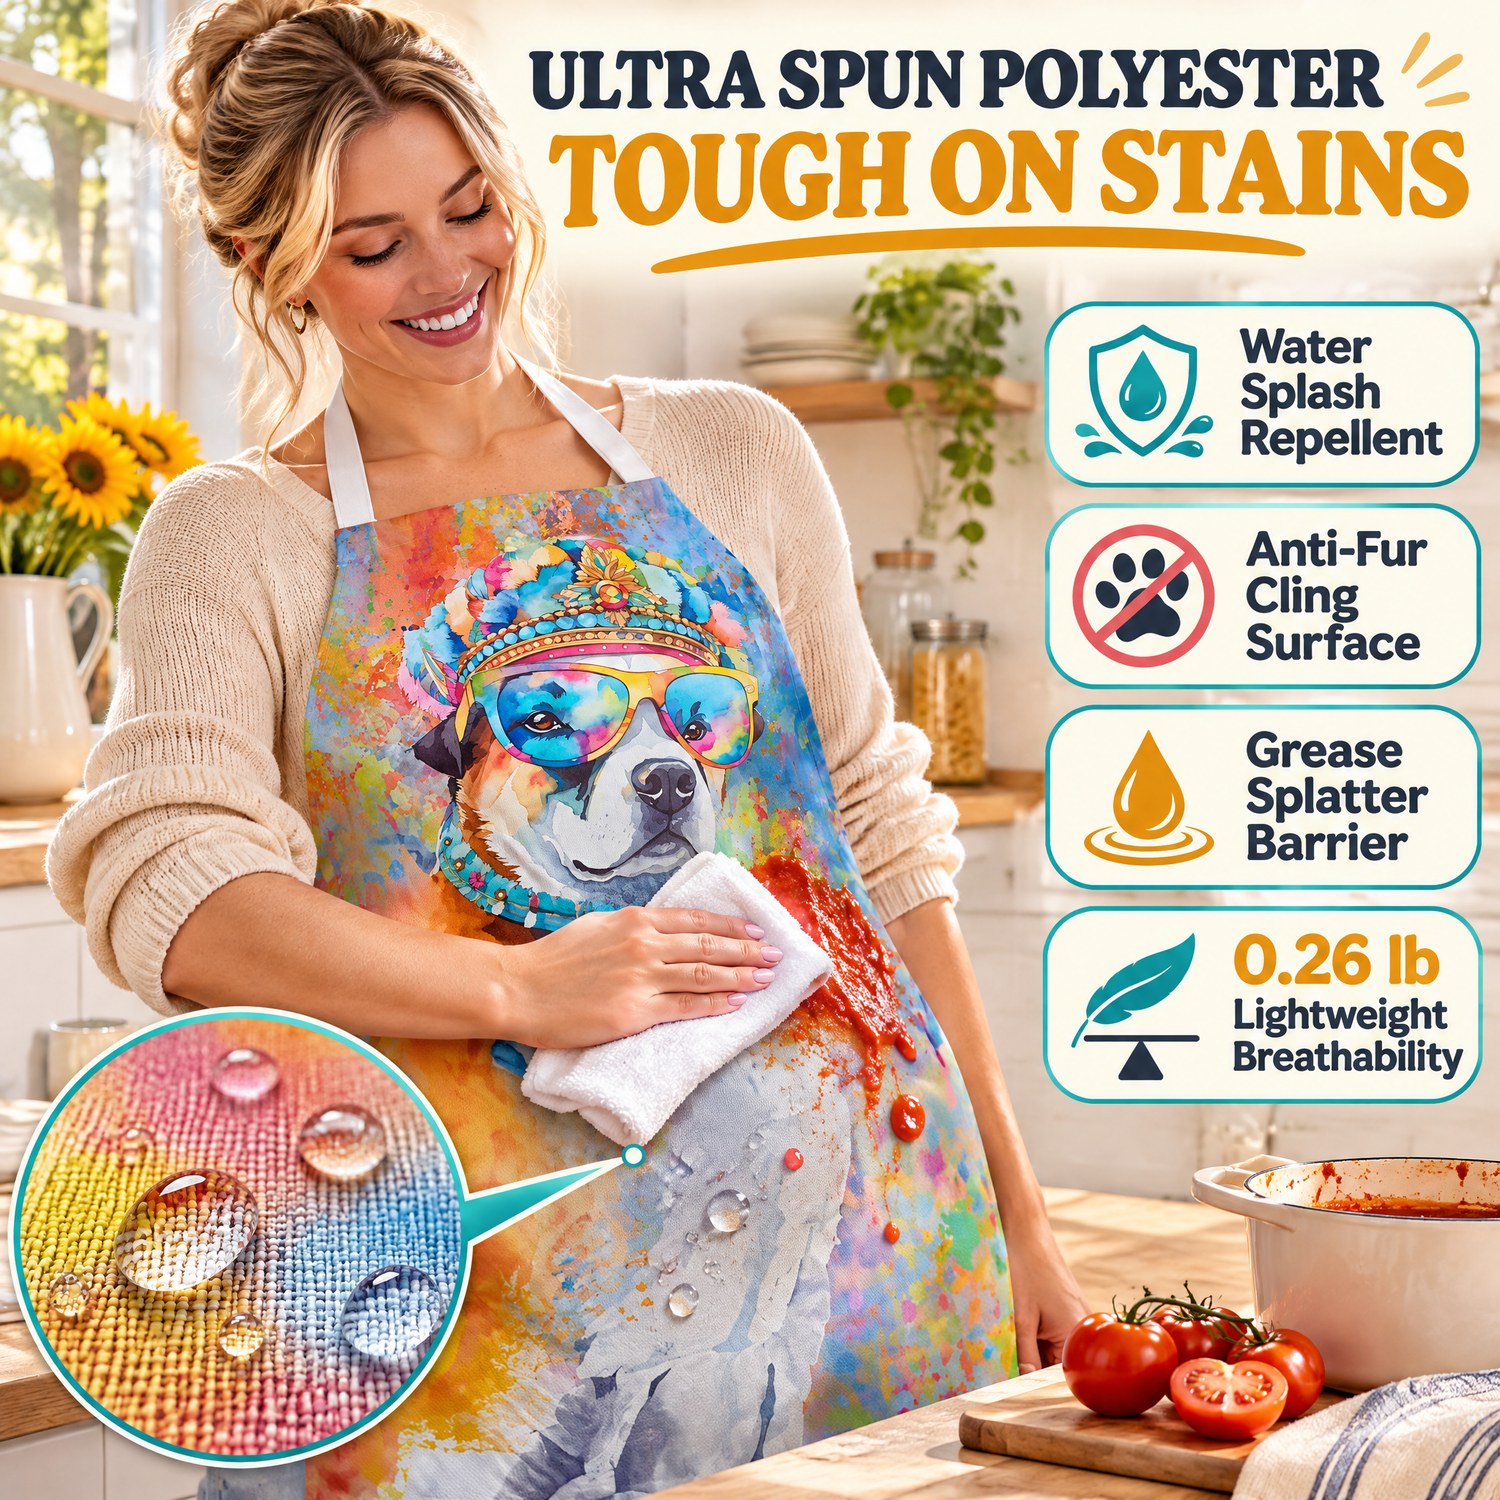 ULTRA SPUN POLYESTER
TOUGH ON STAINS
Water
Splash
Repellent
Anti-Fur
Cling
Surface
Grease
Splatter
Barrier
0.26 lb
Lightweight
Breathability